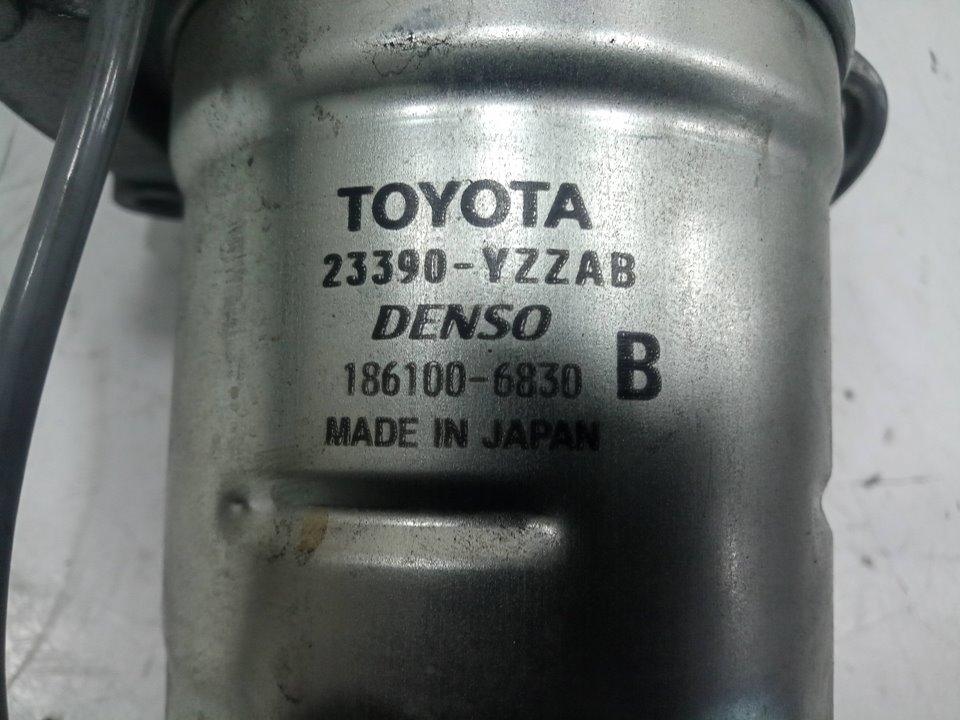 TOYOTA
23390-YZZAB
DENSO
186100-6830 B
MADE IN JAPAN